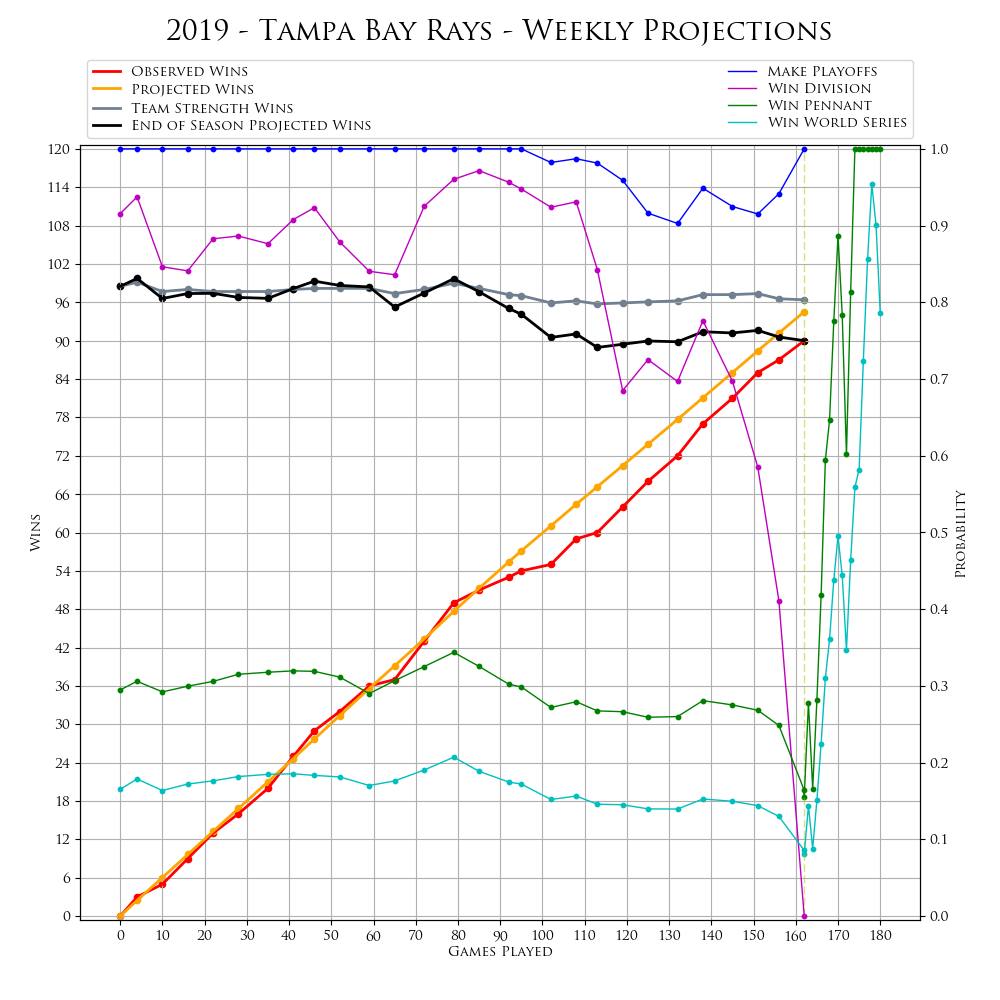 2019 - Tampa Bay Rays - Weekly Projections
Observed Wins
Projected Wins
Team Strength Wins
End of Season Projected Wins
Make Playoffs
Win Division
Win Pennant
Win World Series
120
114
108
102
96
90
84
78
72
66
60
54
48
42
36
30
24
18
12
6
0
Wins
1.0
0.9
0.8
0.7
0.6
0.5
0.4
0.3
0.2
0.1
0.0
Probability
0 10 20 30 40 50 60 70 80 90 100 110 120 130 140 150 160 170 180
Games Played